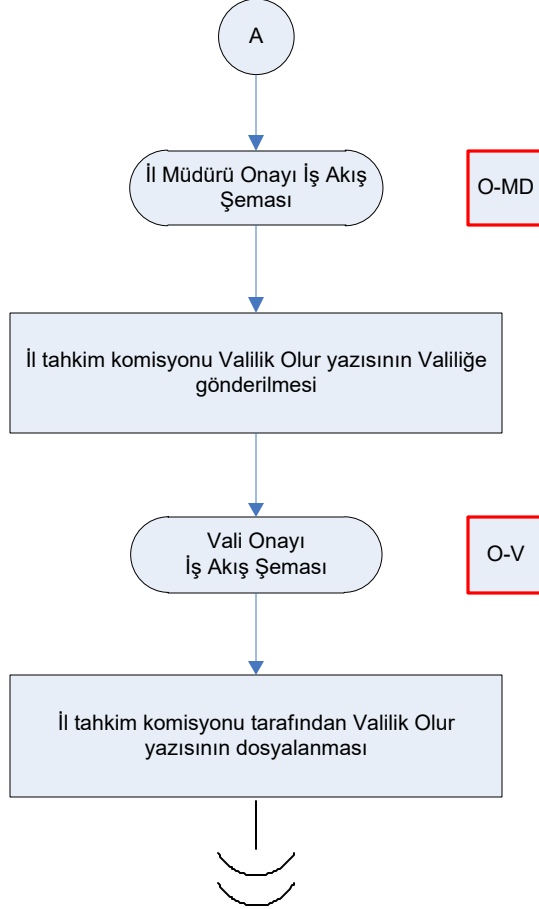 A
İl Müdürü Onayı İş Akış
Şeması
O-MD
İl tahkim komisyonu Valilik Olur yazısının Valiliğe
gönderilmesi
Vali Onayı
İş Akış Şeması
O-V
İl tahkim komisyonu tarafından Valilik Olur
yazısının dosyalanması